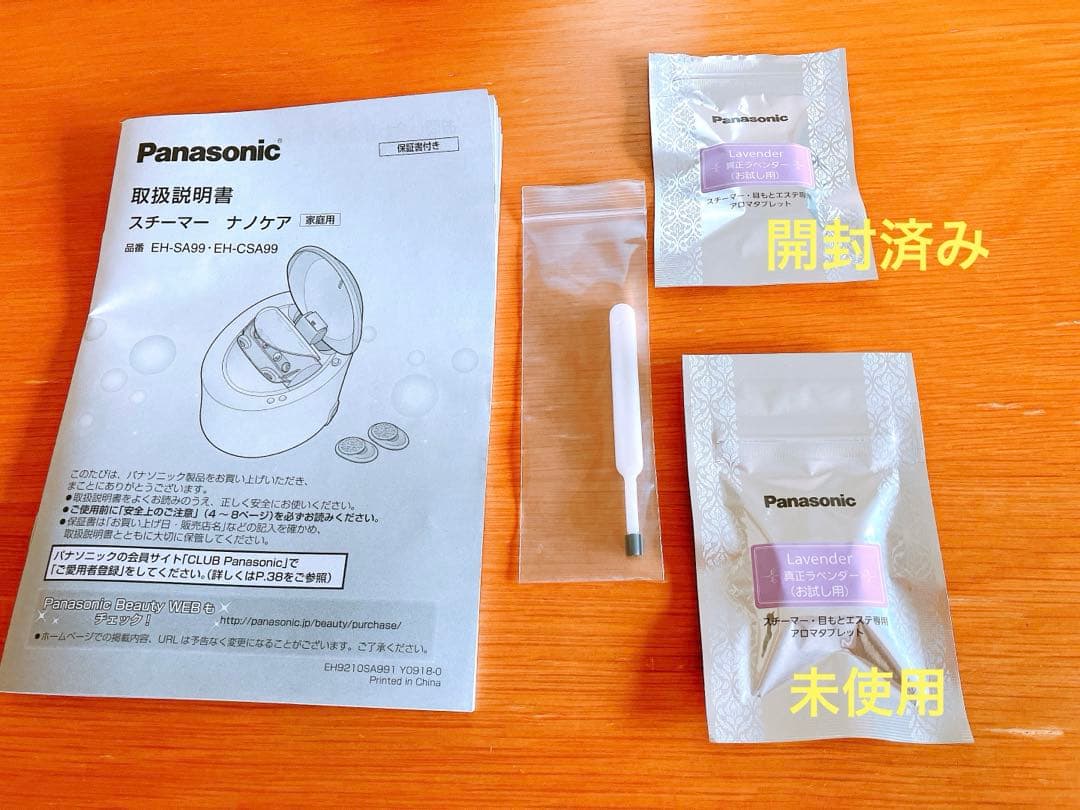 Panasonic®
保証書付き
取扱説明書
スチーマー ナノケア 家庭用
品番 EH-SA99・EH-CSA99
このたびは、パナソニック製品をお買い上げいただき、
まことにありがとうございます。
●取扱説明書をよくお読みのうえ、正しく安全にお使いください。
●ご使用前に「安全上のご注意」(4～8ページ)を必ずお読みください。
●保証書は「お買い上げ日・販売店名」などの記入を確かめ、
取扱説明書とともに大切に保管してください。
パナソニックの会員サイト「CLUB Panasonic」で
「ご愛用者登録」をしてください。(詳しくはP.38をご参照)
Panasonic Beauty WEBも
チェック!
http://panasonic.jp/beauty/purchase/
●ホームページでの掲載内容、URLは予告なく変更になることがございます。ご了承ください。
EH9210SA991 Y0918-0
Printed in China
Panasonic
Lavender
真正ラベンダー
(お試し用)
スチーマー・目もとエステ専用
アロマタブレット
開封済み
Panasonic
Lavender
真正ラベンダー
(お試し用)
スチーマー・目もとエステ専用
アロマタブレット
未使用